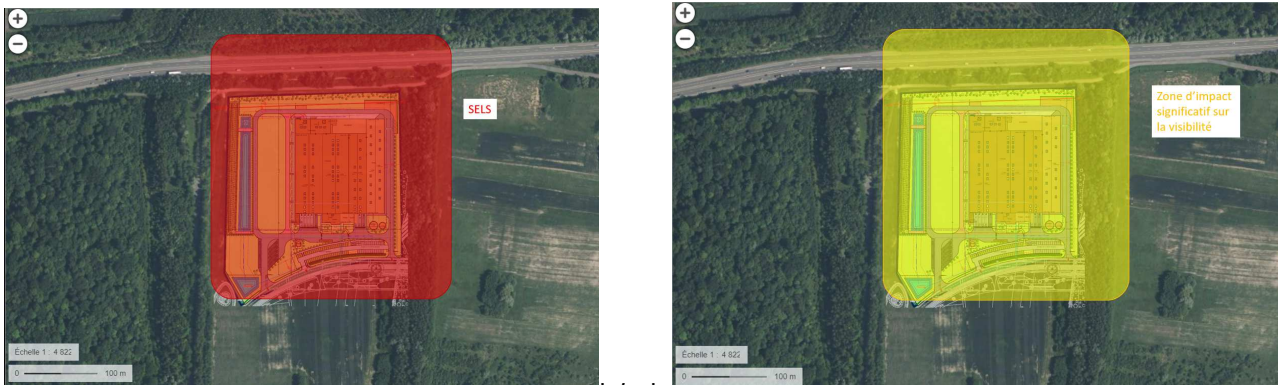 +
−
SELS
Échelle 1 : 4 822
0 100 m
+
−
Zone d'impact
significatif sur
la visibilité
Échelle 1 : 4 822
0 100 m